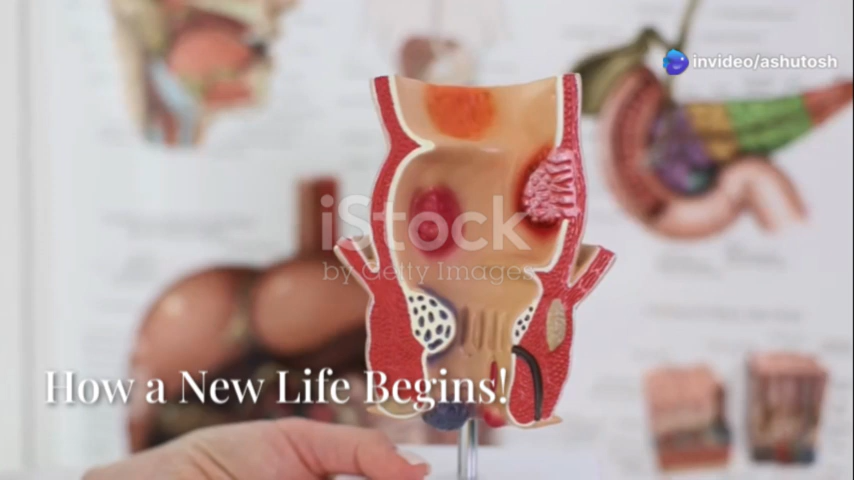 invideo/ashutosh
iStock
by Getty Images
How a New Life Begins!